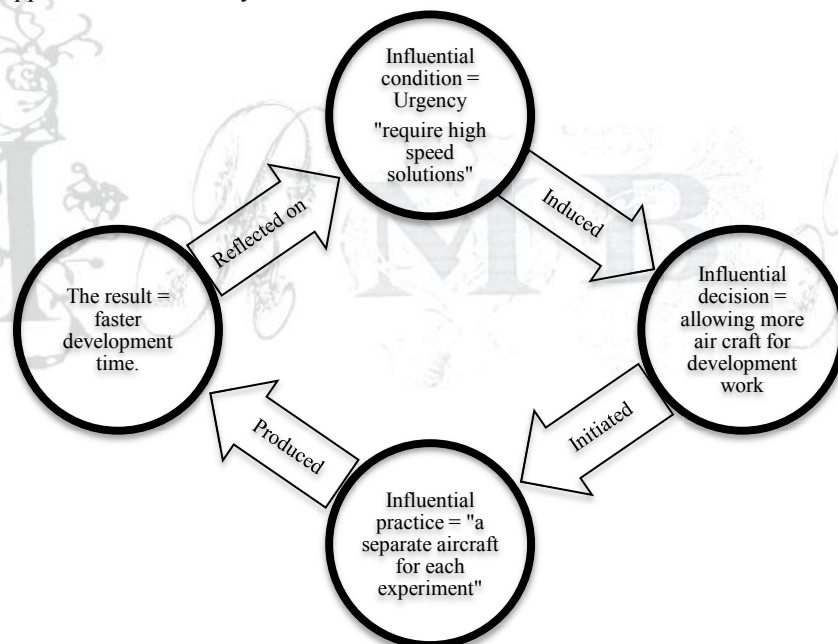 Influential
condition =
Urgency
"require high
speed
solutions"
Induced
Influential
decision =
allowing more
air craft for
development
work
Initiated
Influential
practice = "a
separate aircraft
for each
experiment"
Produced
The result =
faster
development
time.
Reflected on